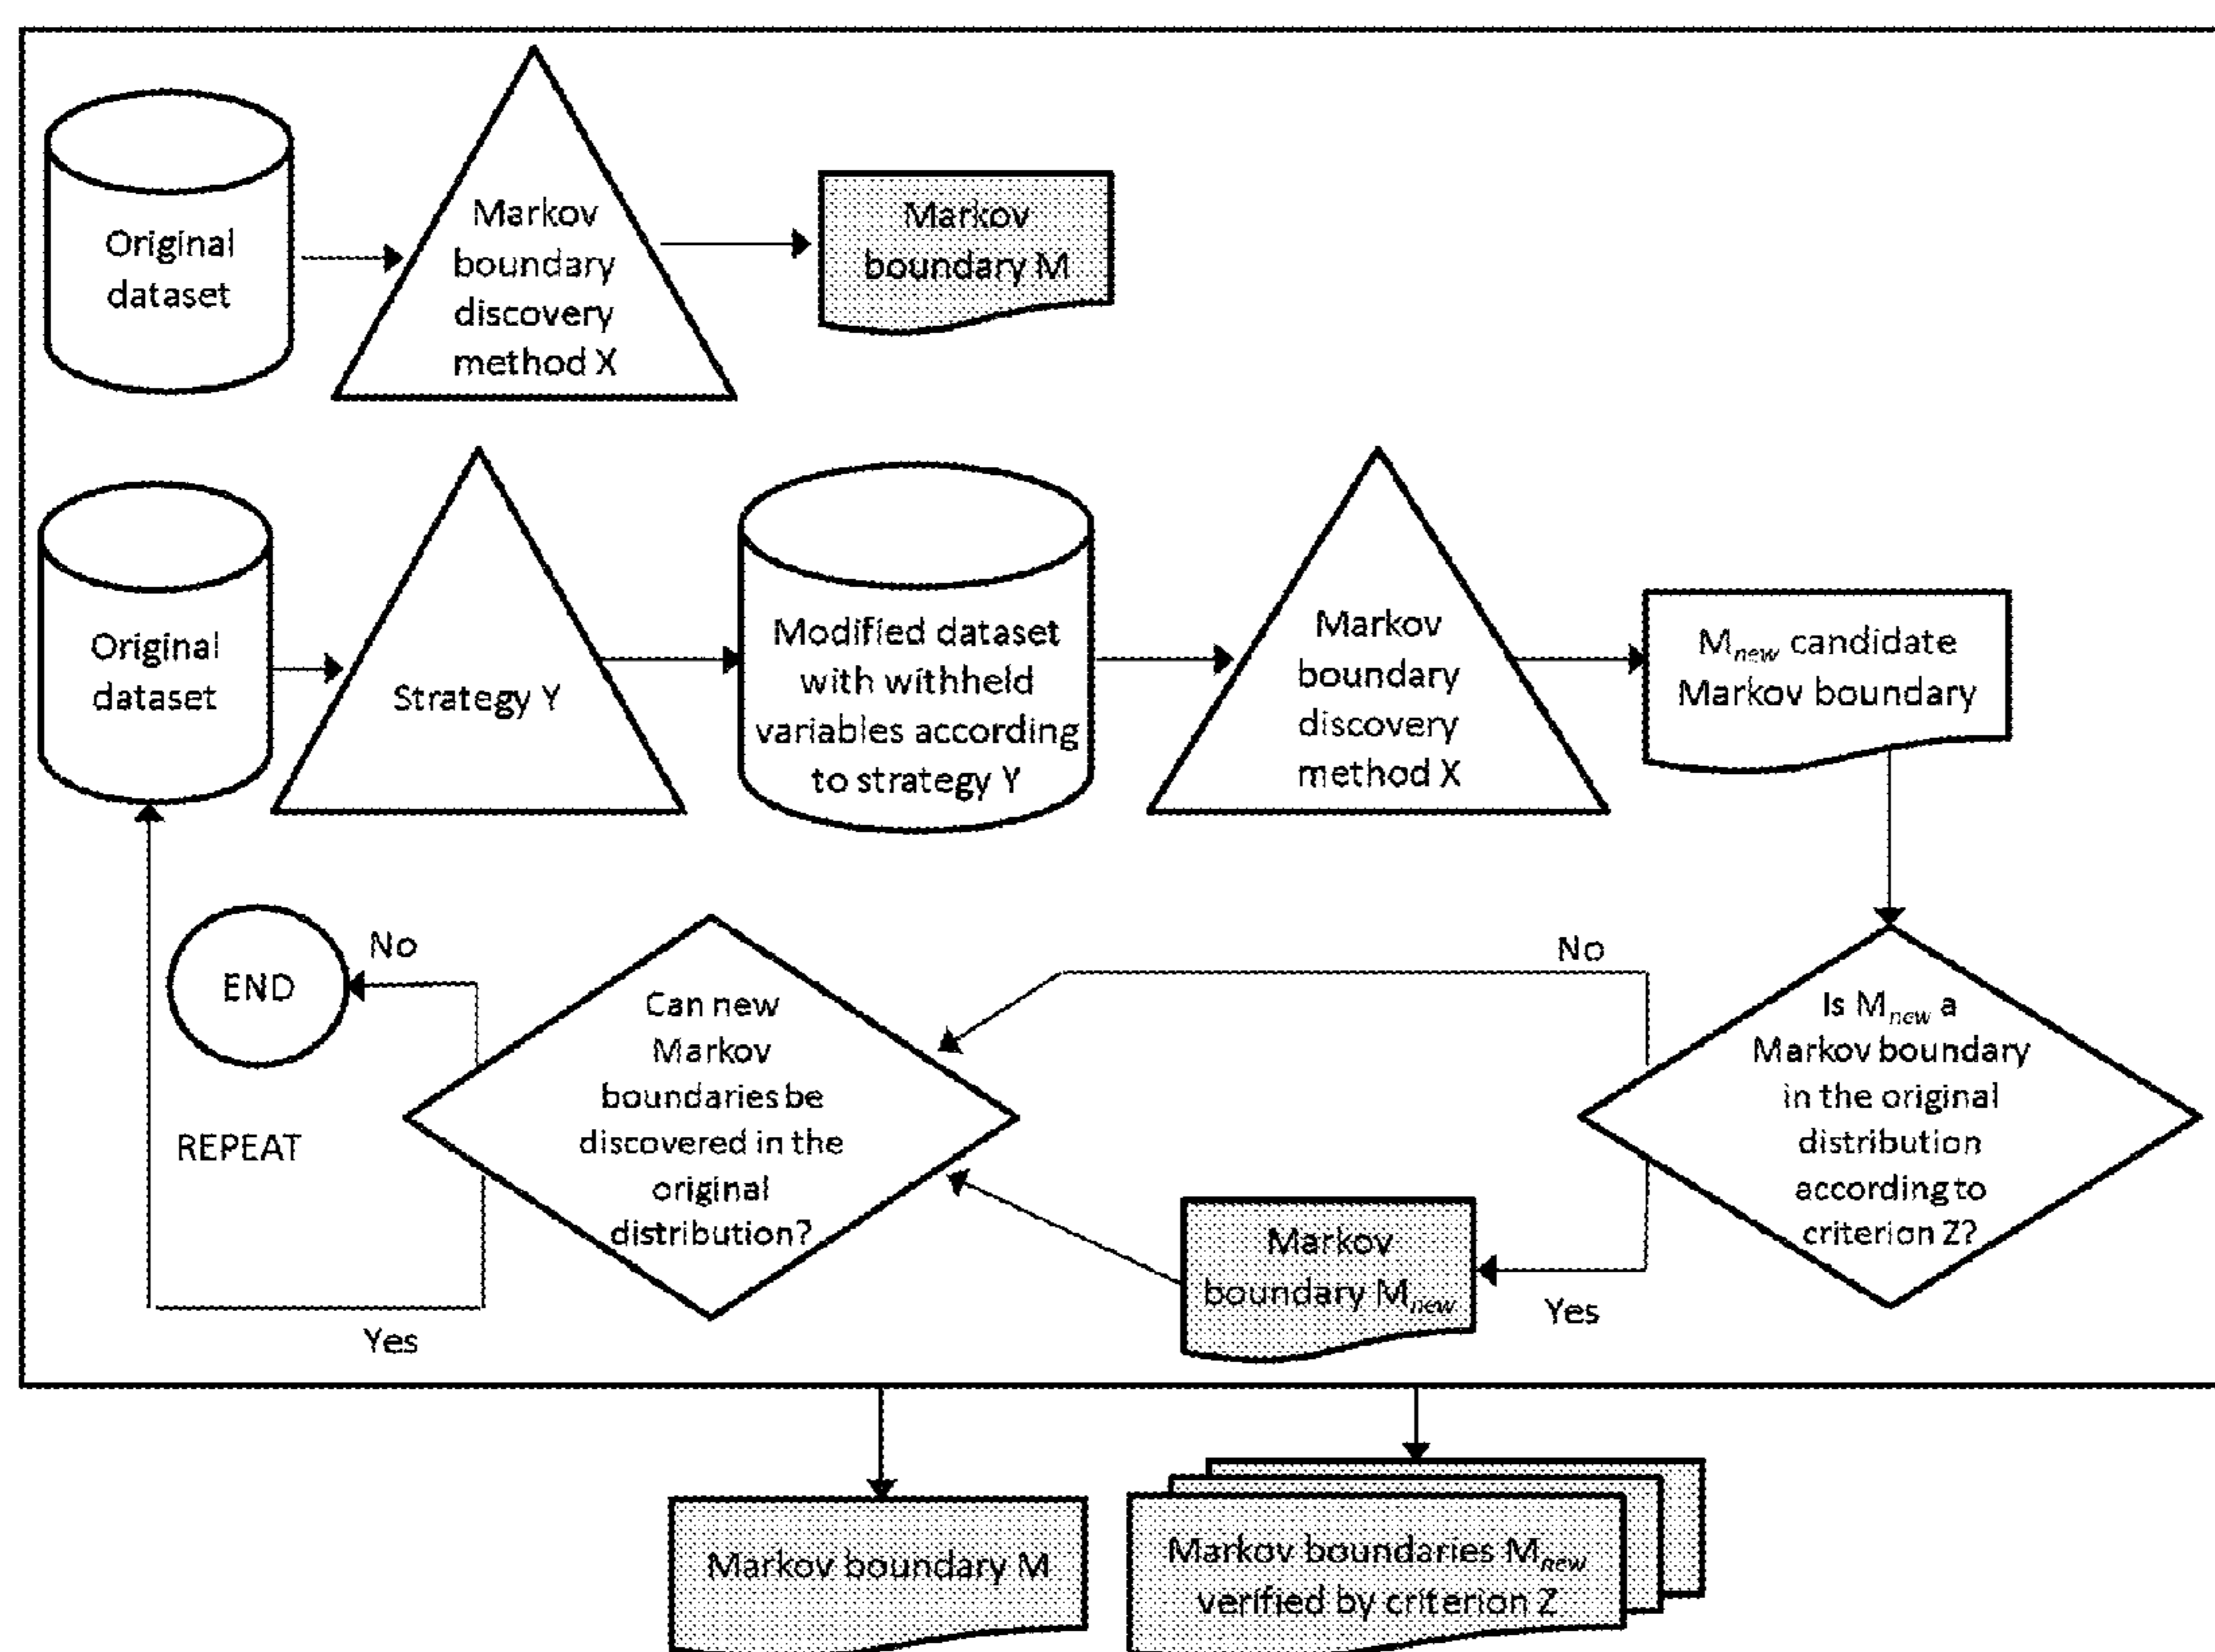 Original
dataset
Markov
boundary
discovery
method X
Markov
boundary M
Original
dataset
Strategy Y
Modified dataset
with withheld
variables according
to strategy Y
Markov
boundary
discovery
method X
Mnew candidate
Markov boundary
END
No
REPEAT
Yes
Can new
Markov
boundaries be
discovered in the
original
distribution?
No
Markov
boundary Mnew
Yes
Is Mnew a
Markov boundary
in the original
distribution
according to
criterion Z?
Markov boundary M
Markov boundaries Mnew
verified by criterion Z